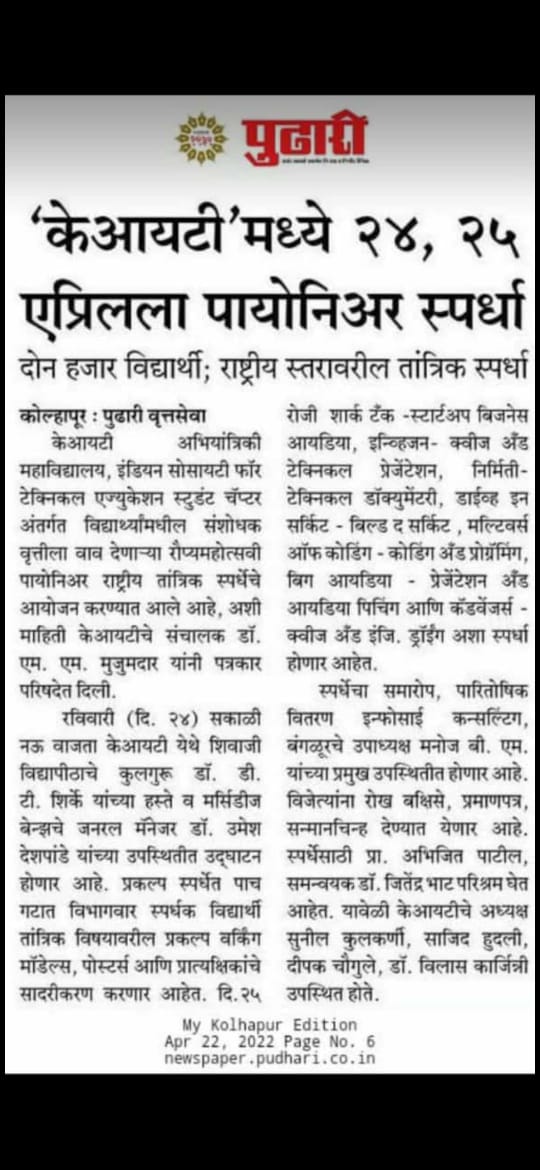 पुढारी
'केआयटी'मध्ये २४, २५
एप्रिलला पायोनिअर स्पर्धा
दोन हजार विद्यार्थी; राष्ट्रीय स्तरावरील तांत्रिक स्पर्धा
कोल्हापूर : पुढारी वृत्तसेवा
केआयटी अभियांत्रिकी
महाविद्यालय, इंडियन सोसायटी फॉर
टेक्निकल एज्युकेशन स्टुडंट चॅप्टर
अंतर्गत विद्यार्थ्यांमधील संशोधक
वृत्तीला वाव देणाऱ्या रौप्यमहोत्सवी
पायोनिअर राष्ट्रीय तांत्रिक स्पर्धेचे
आयोजन करण्यात आले आहे, अशी
माहिती केआयटीचे संचालक डॉ.
एम. एम. मुजुमदार यांनी पत्रकार
परिषदेत दिली.
रविवारी (दि. २४) सकाळी
नऊ वाजता केआयटी येथे शिवाजी
विद्यापीठाचे कुलगुरू डॉ. डी.
टी. शिर्के यांच्या हस्ते व मर्सिडीज
बेन्झचे जनरल मॅनेजर डॉ. उमेश
देशपांडे यांच्या उपस्थितीत उद्घाटन
होणार आहे. प्रकल्प स्पर्धेत पाच
गटात विभागवार स्पर्धक विद्यार्थी
तांत्रिक विषयावरील प्रकल्प वर्किंग
मॉडेल्स, पोस्टर्स आणि प्रात्यक्षिकांचे
सादरीकरण करणार आहेत. दि.२५
रोजी शार्क टँक -स्टार्टअप बिजनेस
आयडिया, इन्व्हिजन- क्वीज अँड
टेक्निकल प्रेजेंटेशन, निर्मिती-
टेक्निकल डॉक्युमेंटरी, डाईव्ह इन
सर्किट - बिल्ड द सर्किट , मल्टिवर्स
ऑफ कोडिंग - कोडिंग अँड प्रोग्रॅमिंग,
बिग आयडिया - प्रेजेंटेशन अँड
आयडिया पिचिंग आणि कॅडवेंजर्स -
क्वीज अँड इंजि. ड्रॉईंग अशा स्पर्धा
होणार आहेत.
स्पर्धेचा समारोप, पारितोषिक
वितरण इन्फोसाई कन्सल्टिंग,
बंगळूरचे उपाध्यक्ष मनोज बी. एम.
यांच्या प्रमुख उपस्थितीत होणार आहे.
विजेत्यांना रोख बक्षिसे, प्रमाणपत्र,
सन्मानचिन्ह देण्यात येणार आहे.
स्पर्धेसाठी प्रा. अभिजित पाटील,
समन्वयक डॉ. जितेंद्र भाट परिश्रम घेत
आहेत. यावेळी केआयटीचे अध्यक्ष
सुनील कुलकर्णी, साजिद हुदली,
दीपक चौगुले, डॉ. विलास कार्जिन्नी
उपस्थित होते.
My Kolhapur Edition
Apr 22, 2022 Page No. 6
newspaper.pudhari.co.in